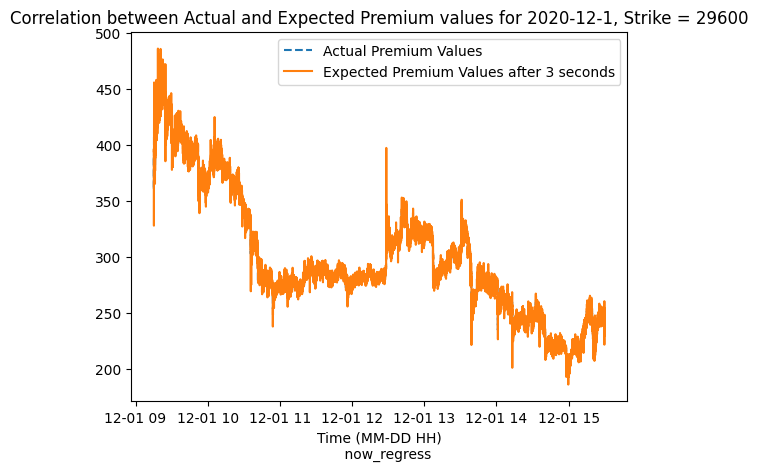 Correlation between Actual and Expected Premium values for 2020-12-1, Strike = 29600
Actual Premium Values
Expected Premium Values after 3 seconds
500
450
400
350
300
250
200
12-01 09 12-01 10 12-01 11 12-01 12 12-01 13 12-01 14 12-01 15
Time (MM-DD HH)
now_regress